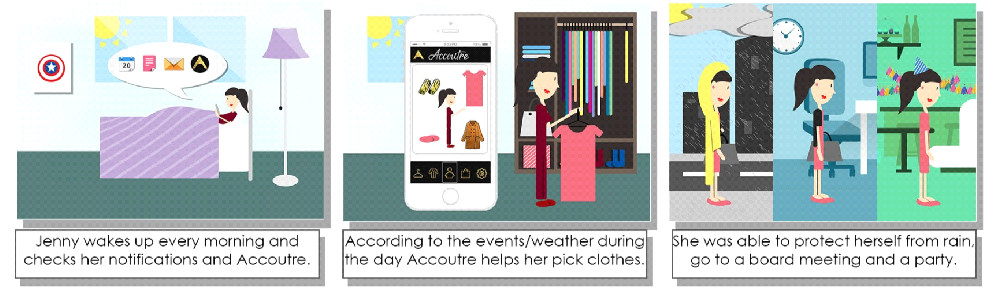 20
Accoutre
Jenny wakes up every morning and
checks her notifications and Accoutre.
According to the events/weather during
the day Accoutre helps her pick clothes.
She was able to protect herself from rain,
go to a board meeting and a party.